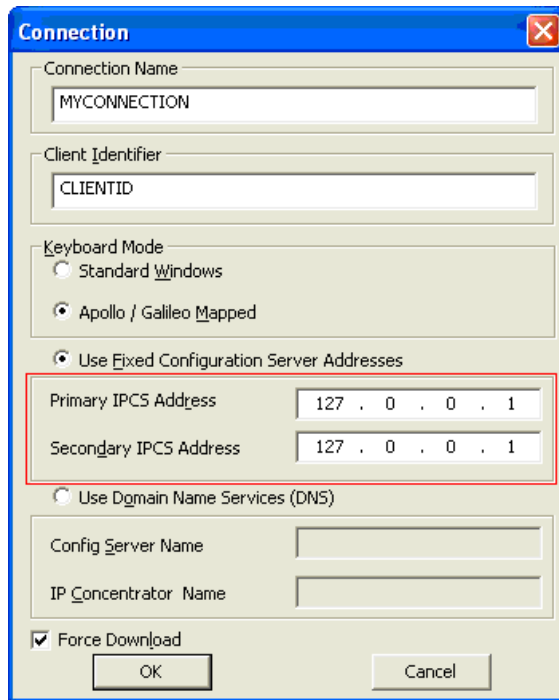 Connection
Connection Name
MYCONNECTION
Client Identifier
CLIENTID
Keyboard Mode
Standard Windows
Apollo / Galileo Mapped
Use Fixed Configuration Server Addresses
Primary IPCS Address 127 . 0 . 0 . 1
Secondary IPCS Address 127 . 0 . 0 . 1
Use Domain Name Services (DNS)
Config Server Name
IP Concentrator Name
Force Download
OK Cancel